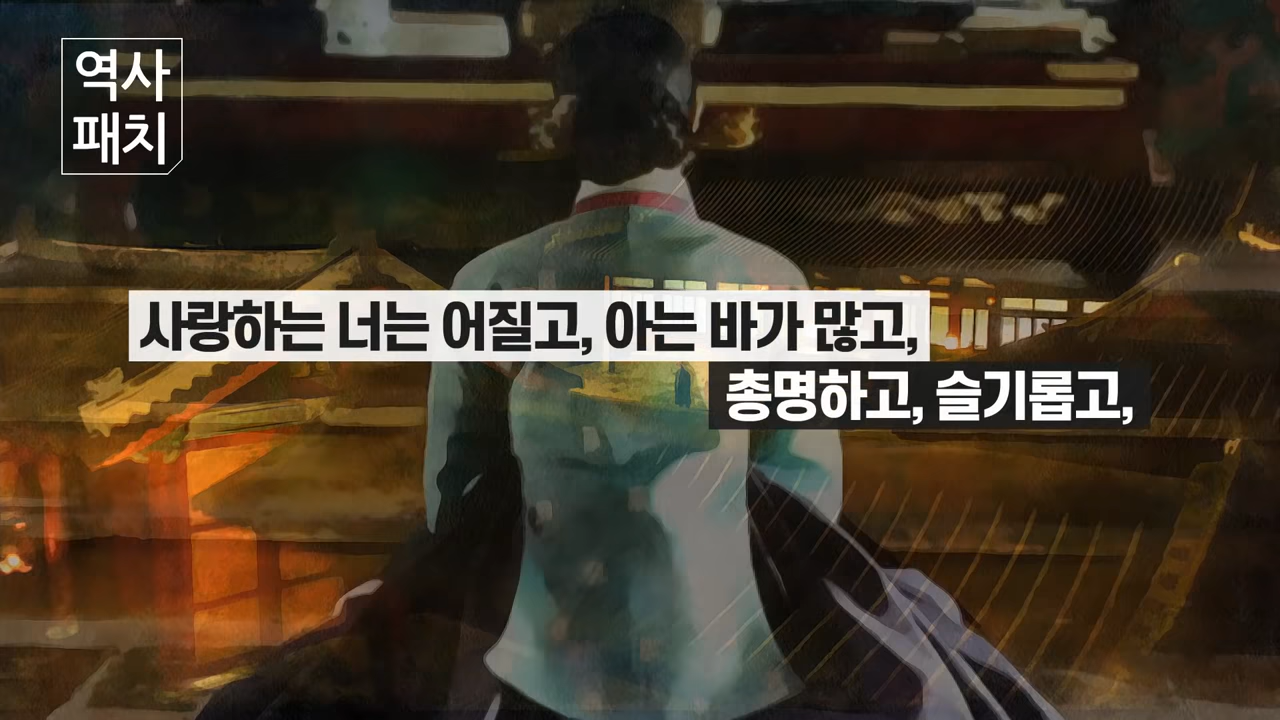 역사
패치
사랑하는 너는 어질고, 아는 바가 많고,
총명하고, 슬기롭고,